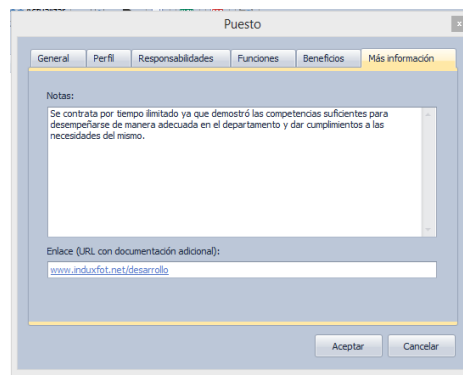 Puesto
x
General Perfil Responsabilidades Funciones Beneficios Más información
Notas:
Se contrata por tiempo ilimitado ya que demostró las competencias suficientes para
desempeñarse de manera adecuada en el departamento y dar cumplimientos a las
necesidades del mismo.
Enlace (URL con documentación adicional):
www.induxfot.net/desarrollo
Aceptar Cancelar